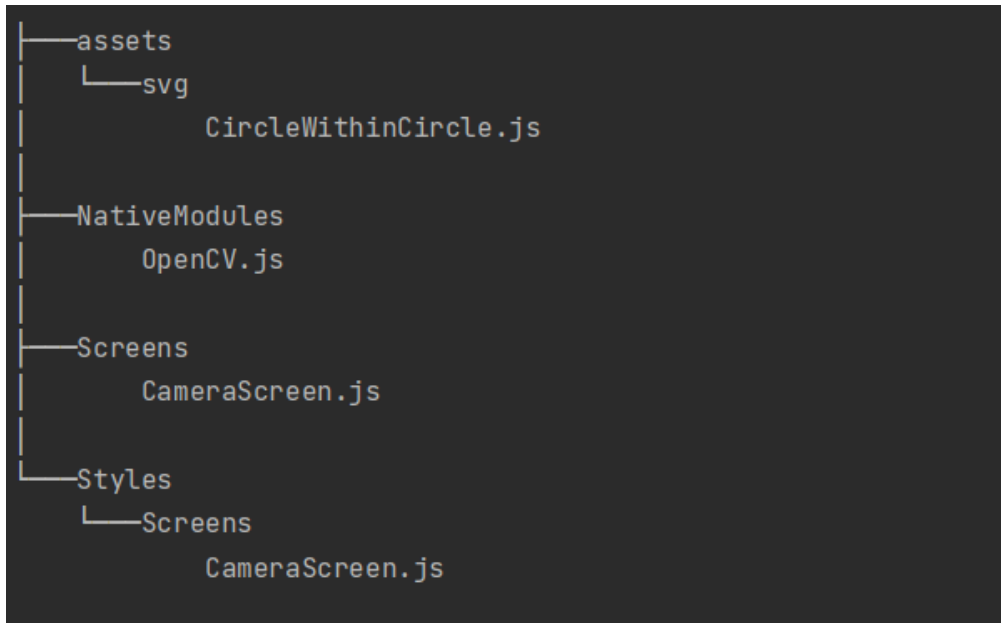 ├───assets
│   └───svg
│           CircleWithinCircle.js
│
├───NativeModules
│       OpenCV.js
│
├───Screens
│       CameraScreen.js
│
└───Styles
    └───Screens
            CameraScreen.js